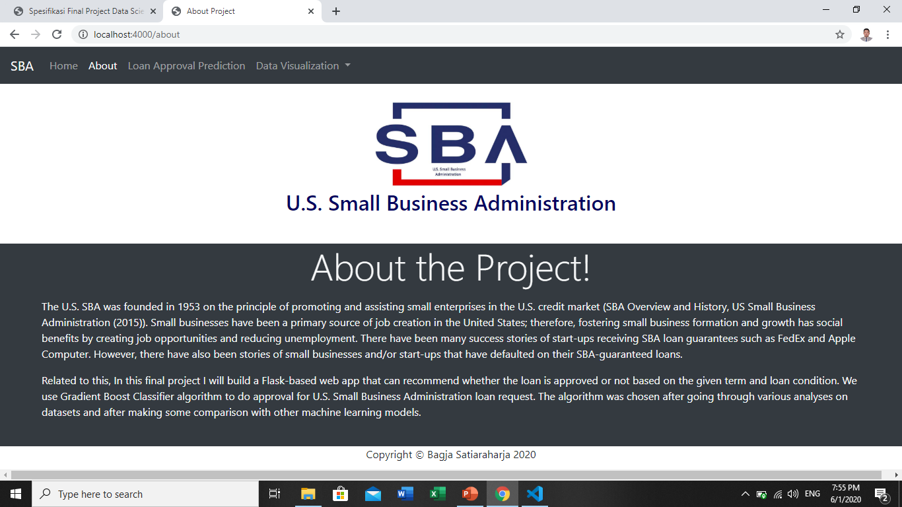 Spesifikasi Final Project Data Scie
About Project
localhost:4000/about
SBA Home About Loan Approval Prediction Data Visualization
SBA
U.S. Small Business
Administration
U.S. Small Business Administration
About the Project!
The U.S. SBA was founded in 1953 on the principle of promoting and assisting small enterprises in the U.S. credit market (SBA Overview and History, US Small Business
Administration (2015)). Small businesses have been a primary source of job creation in the United States; therefore, fostering small business formation and growth has social
benefits by creating job opportunities and reducing unemployment. There have been many success stories of start-ups receiving SBA loan guarantees such as FedEx and Apple
Computer. However, there have also been stories of small businesses and/or start-ups that have defaulted on their SBA-guaranteed loans.
Related to this, In this final project I will build a Flask-based web app that can recommend whether the loan is approved or not based on the given term and loan condition. We
use Gradient Boost Classifier algorithm to do approval for U.S. Small Business Administration loan request. The algorithm was chosen after going through various analyses on
datasets and after making some comparison with other machine learning models.
Copyright © Bagja Satiaraharja 2020
Type here to search
ENG
7:55 PM
6/1/2020
2